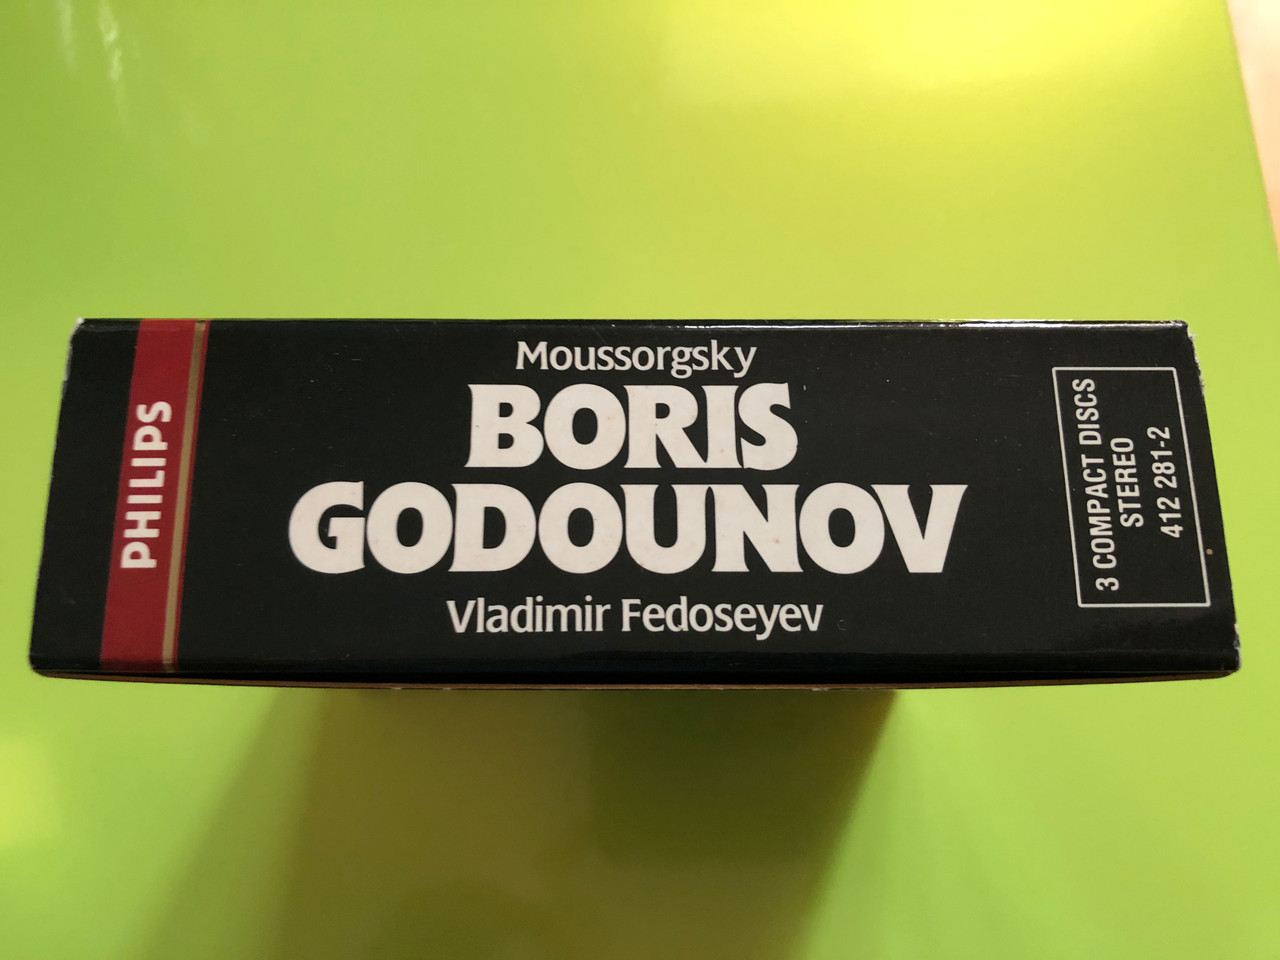 PHILIPS
Moussorgsky
BORIS
GODOUNOV
Vladimir Fedoseyev
3 COMPACT DISCS
STEREO
412 281-2